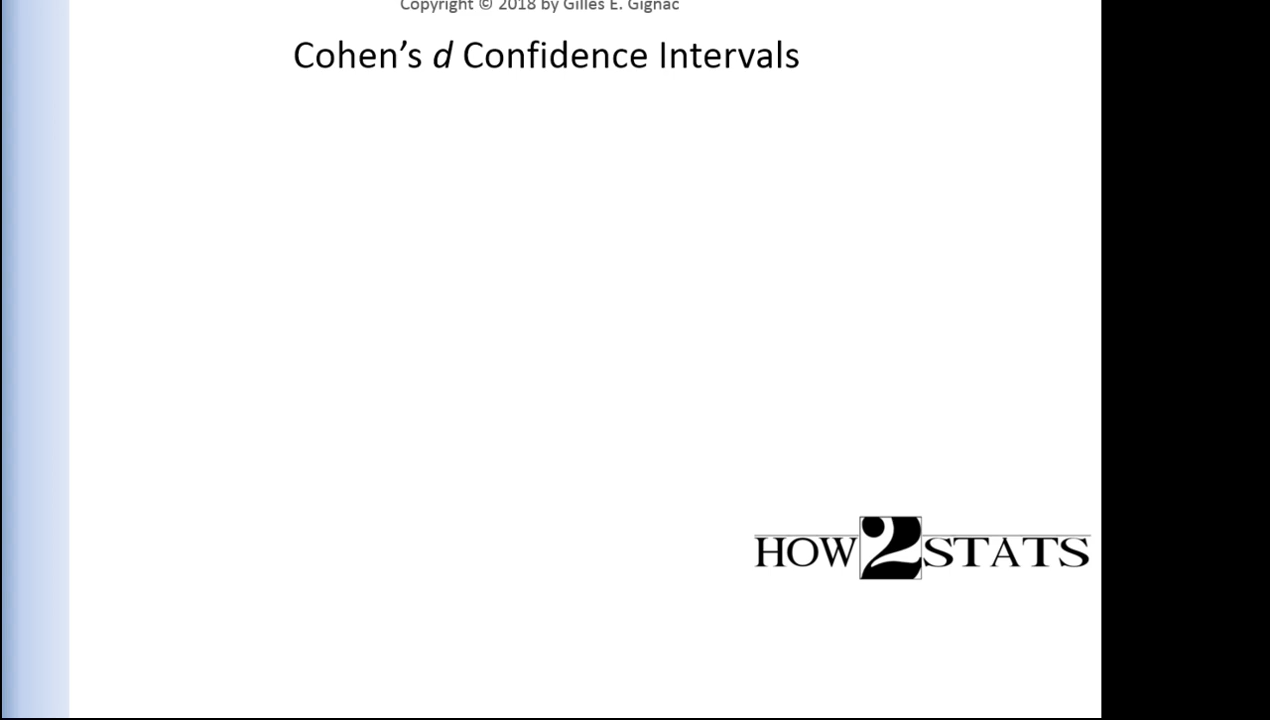 Copyright © 2018 by Gilles E. Gignac
Cohen’s d Confidence Intervals
HOW2STATS